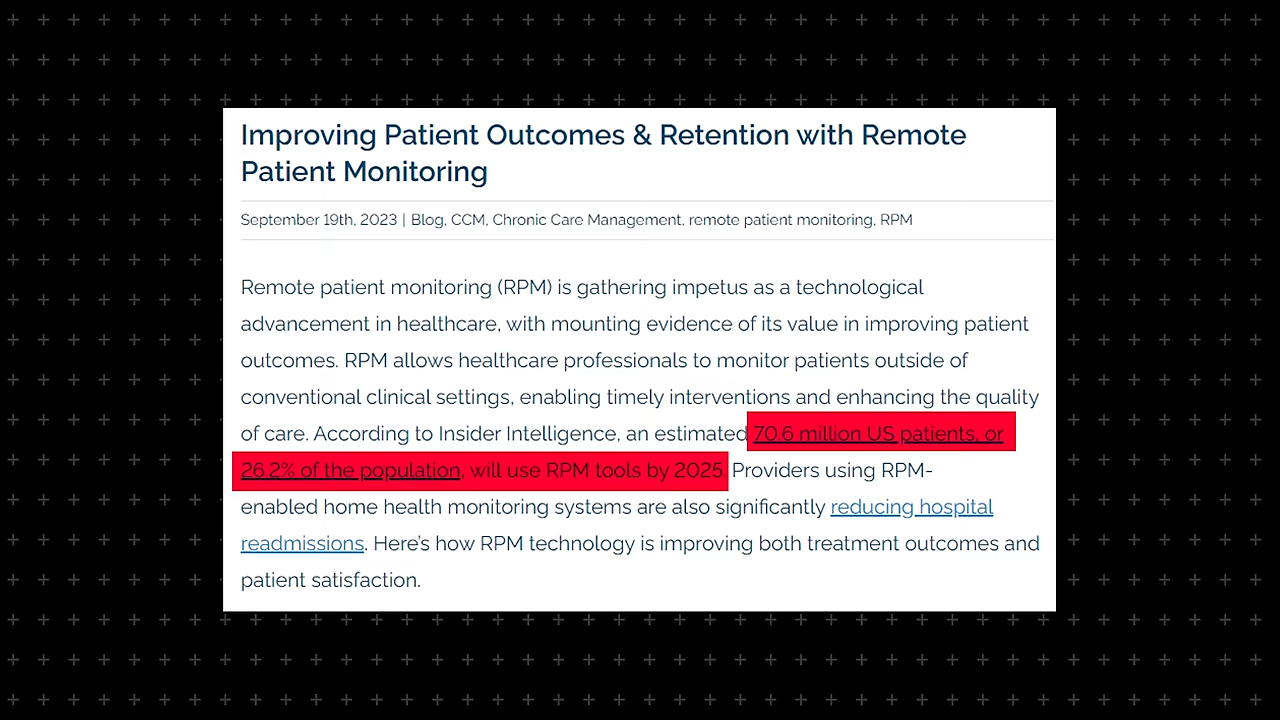 Improving Patient Outcomes & Retention with Remote
Patient Monitoring
September 19th, 2023 | Blog, CCM, Chronic Care Management, remote patient monitoring, RPM
Remote patient monitoring (RPM) is gathering impetus as a technological
advancement in healthcare, with mounting evidence of its value in improving patient
outcomes. RPM allows healthcare professionals to monitor patients outside of
conventional clinical settings, enabling timely interventions and enhancing the quality
of care. According to Insider Intelligence, an estimated 70.6 million US patients, or
26.2% of the population, will use RPM tools by 2025. Providers using RPM-
enabled home health monitoring systems are also significantly reducing hospital
readmissions. Here’s how RPM technology is improving both treatment outcomes and
patient satisfaction.